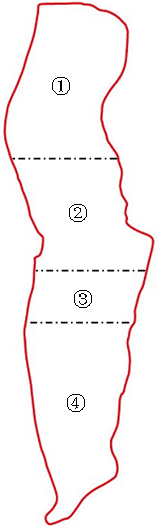 ①
②
③
④